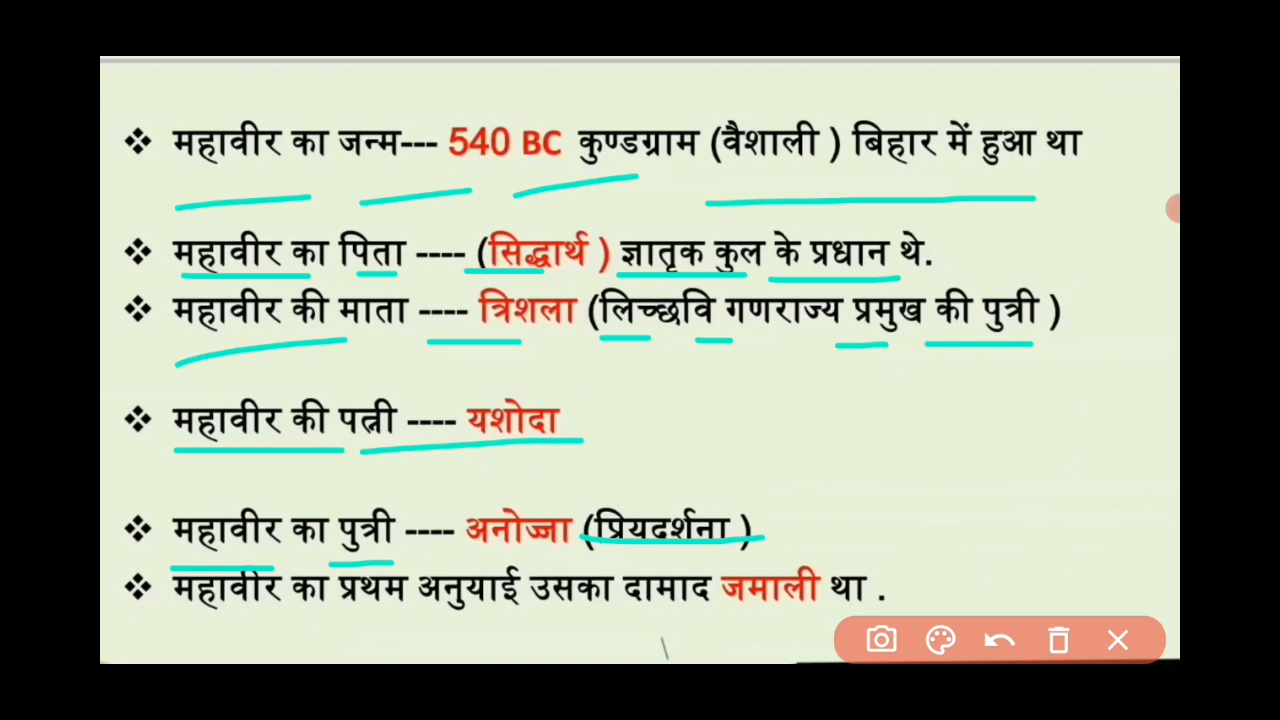 ❖ महावीर का जन्म--- 540 BC कुण्डग्राम (वैशाली ) बिहार में हुआ था
❖ महावीर का पिता ---- (सिद्धार्थ ) ज्ञातृक कुल के प्रधान थे.
❖ महावीर की माता ---- त्रिशला (लिच्छवि गणराज्य प्रमुख की पुत्री )
❖ महावीर की पत्नी ---- यशोदा
❖ महावीर का पुत्री ---- अनोज्जा (प्रियदर्शना )
❖ महावीर का प्रथम अनुयाई उसका दामाद जमाली था .